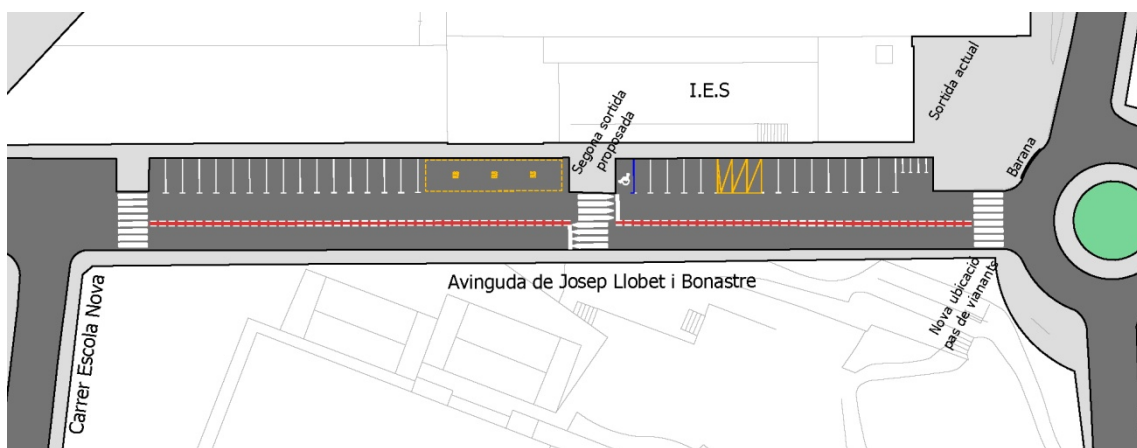 I.E.S
Sortida actual
Segona sortida
proposada
Barana
Avinguda de Josep Llobet i Bonastre
Carrer Escola Nova
Nova ubicació
pas de vianants